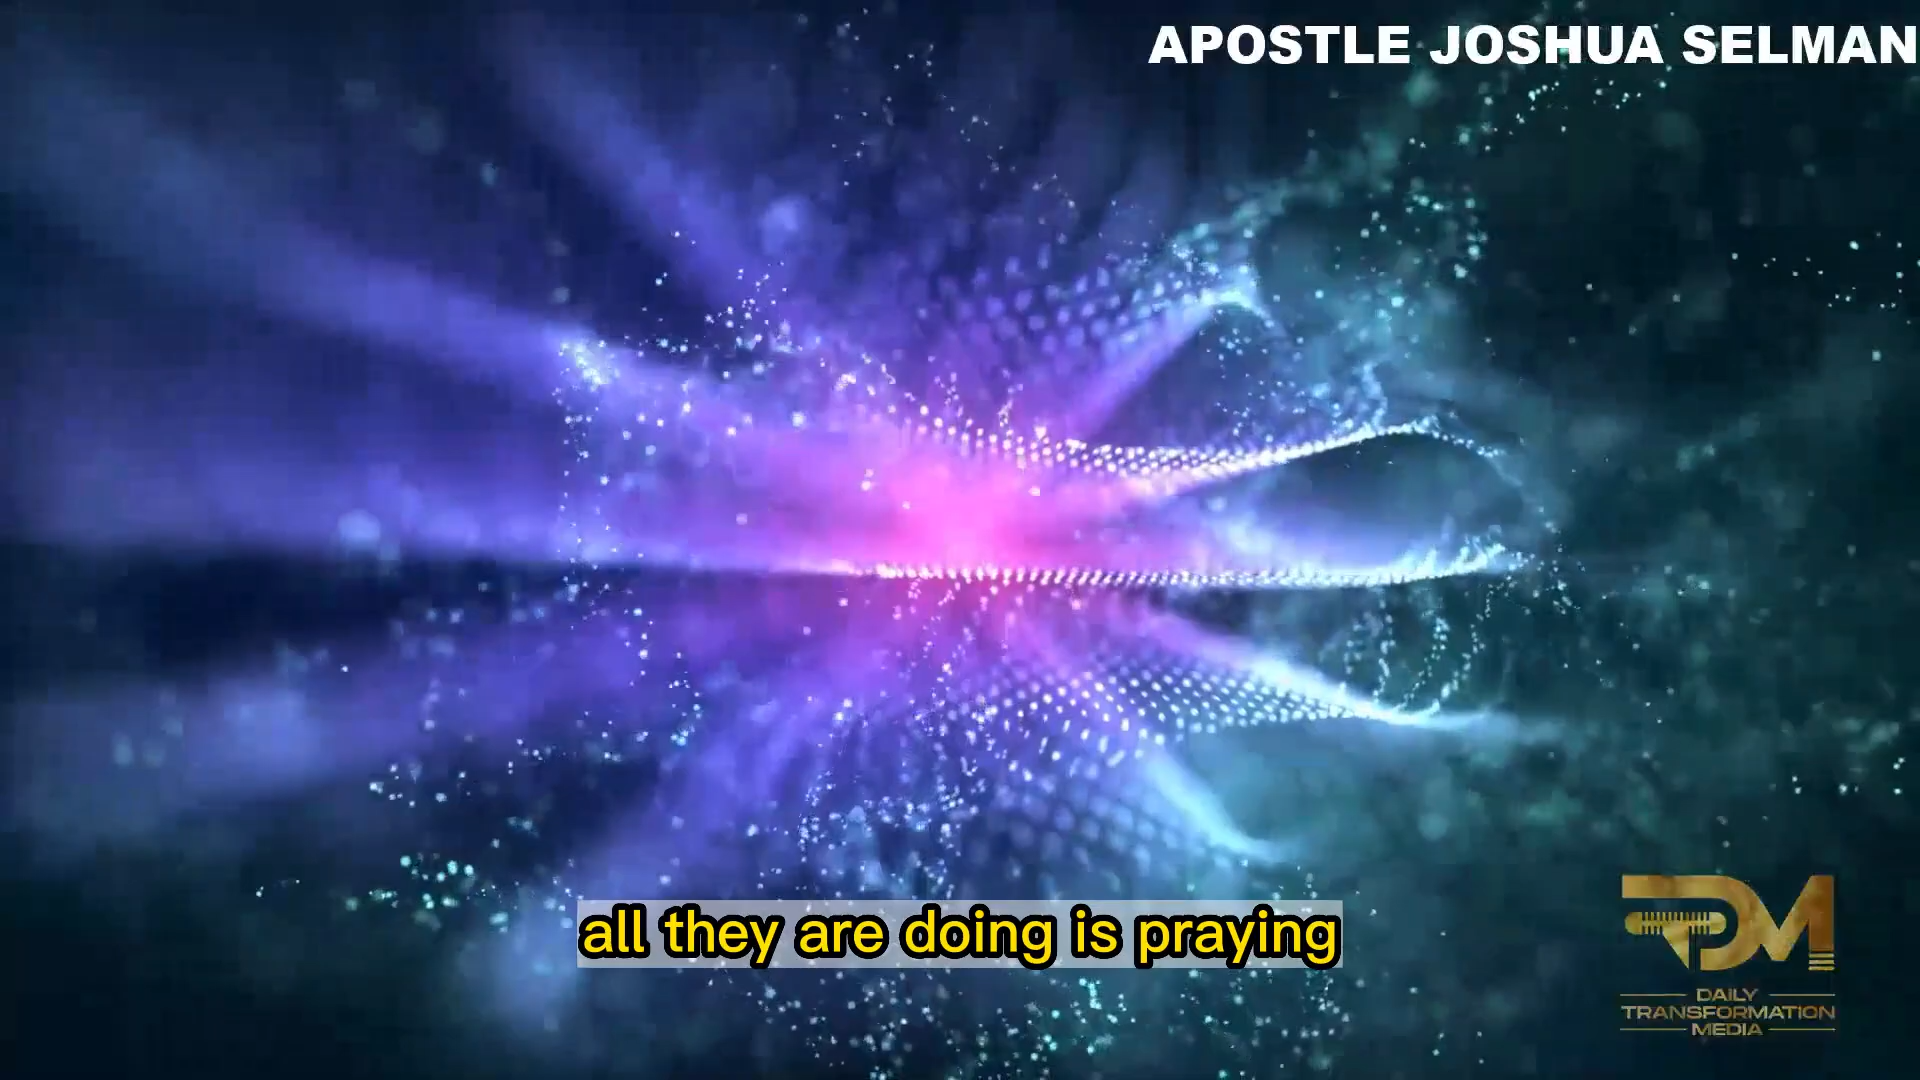 APOSTLE JOSHUA SELMAN
all they are doing is praying
DAILY
TRANSFORMATION
MEDIA